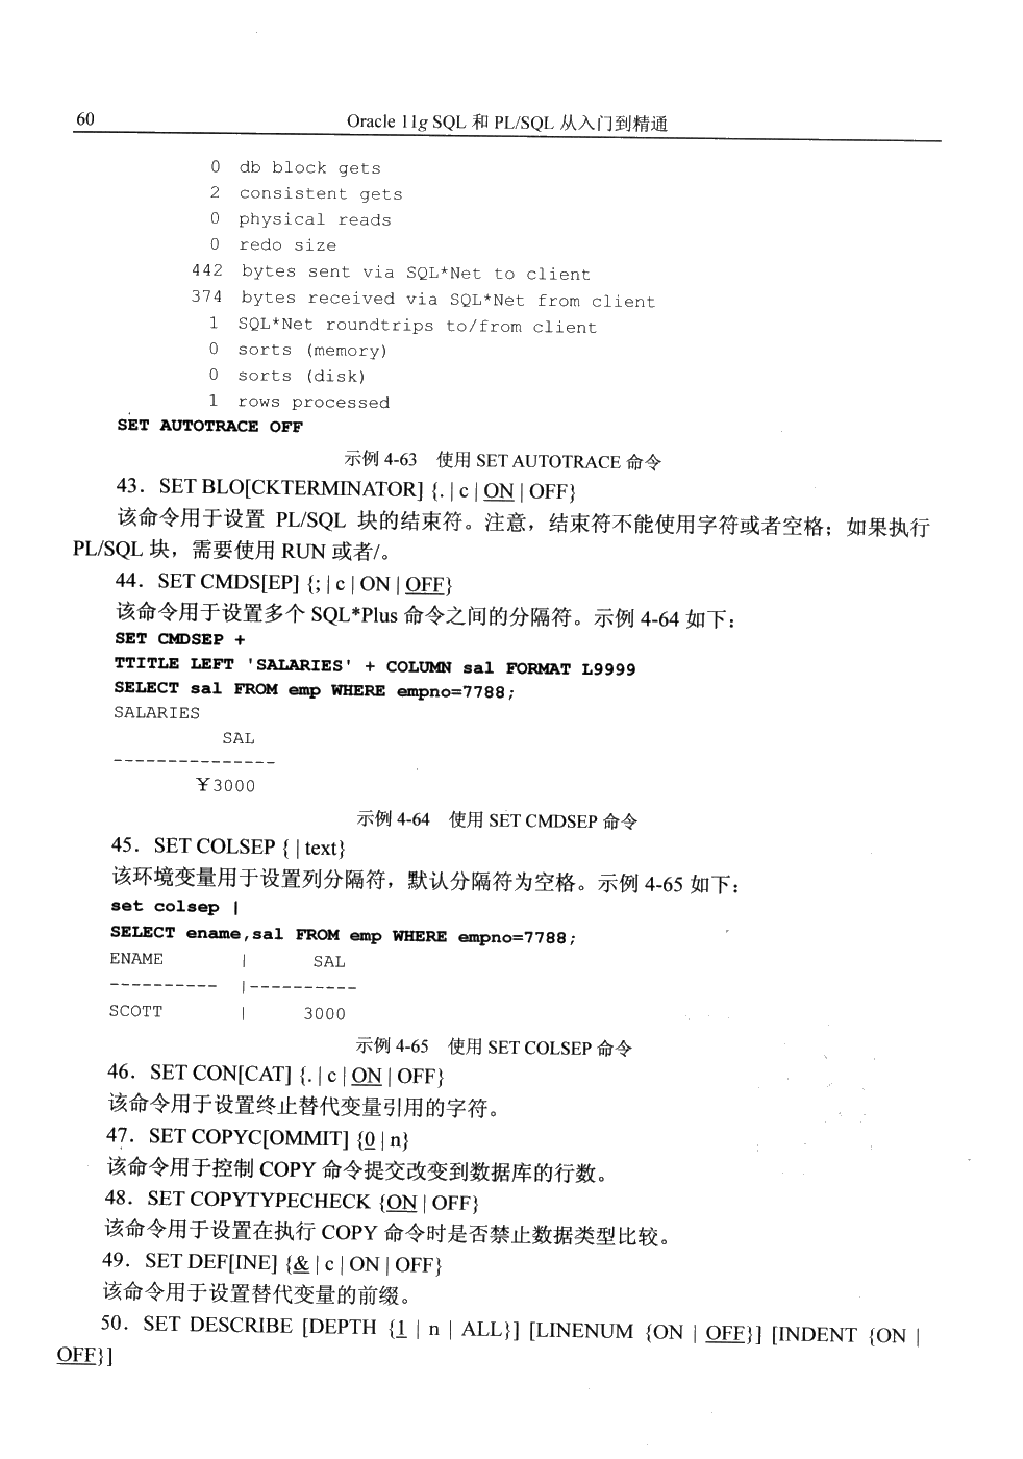 60 Oracle 11g SQL 和 PL/SQL 从入门到精通
0 db block gets
2 consistent gets
0 physical reads
0 redo size
442 bytes sent via SQL*Net to client
374 bytes received via SQL*Net from client
1 SQL*Net roundtrips to/from client
0 sorts (memory)
0 sorts (disk)
1 rows processed
SET AUTOTRACE OFF
示例 4-63 使用 SET AUTOTRACE 命令
43．SET BLO[CKTERMINATOR] {. | c | ON | OFF}
该命令用于设置 PL/SQL 块的结束符。注意，结束符不能使用字符或者空格；如果执行
PL/SQL 块，需要使用 RUN 或者/。
44．SET CMDS[EP] {; | c | ON | OFF}
该命令用于设置多个 SQL*Plus 命令之间的分隔符。示例 4-64 如下：
SET CMDSEP +
TTITLE LEFT 'SALARIES' + COLUMN sal FORMAT L9999
SELECT sal FROM emp WHERE empno=7788;
SALARIES
SAL
---------------
￥3000
示例 4-64 使用 SET CMDSEP 命令
45．SET COLSEP { | text}
该环境变量用于设置列分隔符，默认分隔符为空格。示例 4-65 如下：
set colsep |
SELECT ename,sal FROM emp WHERE empno=7788;
ENAME | SAL
---------- |----------
SCOTT | 3000
示例 4-65 使用 SET COLSEP 命令
46．SET CON[CAT] {. | c | ON | OFF}
该命令用于设置终止替代变量引用的字符。
47．SET COPYC[OMMIT] {0 | n}
该命令用于控制 COPY 命令提交改变到数据库的行数。
48．SET COPYTYPECHECK {ON | OFF}
该命令用于设置在执行 COPY 命令时是否禁止数据类型比较。
49．SET DEF[INE] {& | c | ON | OFF}
该命令用于设置替代变量的前缀。
50．SET DESCRIBE [DEPTH {1 | n | ALL}] [LINENUM {ON | OFF}] [INDENT {ON |
OFF}]